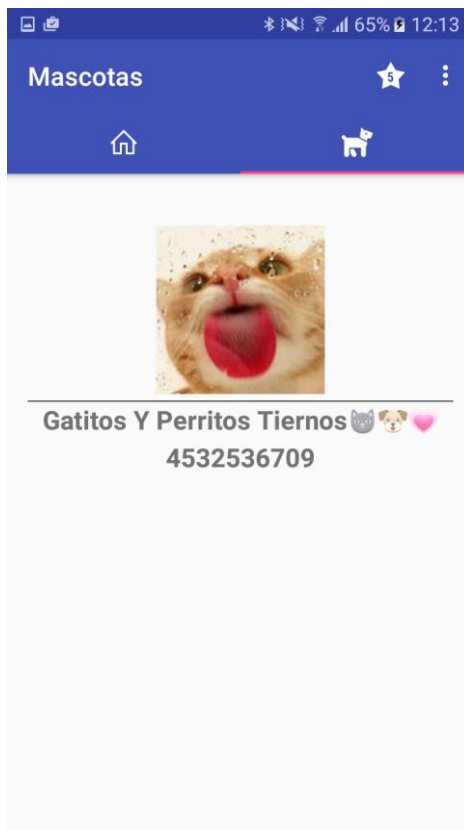 65% 12:13
Mascotas
5
Gatitos Y Perritos Tiernos🐱🐶💗
4532536709